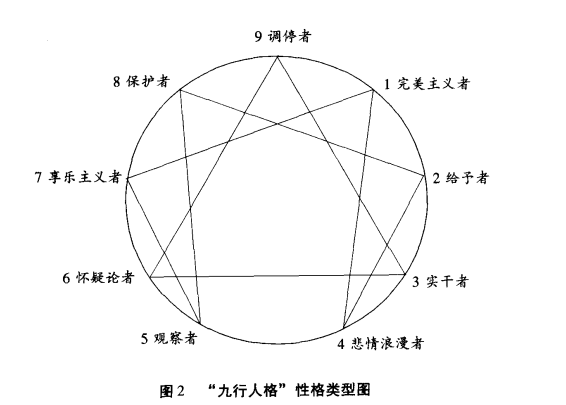 9 调停者
8 保护者
1 完美主义者
7 享乐主义者
2 给予者
6 怀疑论者
3 实干者
5 观察者
4 悲情浪漫者
图2 “九行人格”性格类型图